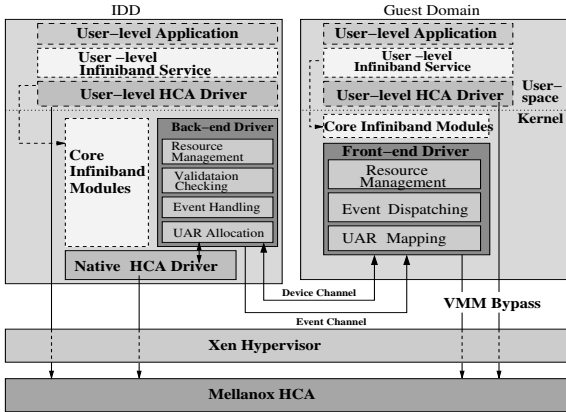 IDD
User-level Application
User -level
Infiniband Service
User-level HCA Driver
Core
Infiniband
Modules
Back-end Driver
Resource
Management
Validataion
Checking
Event Handling
UAR Allocation
Native HCA Driver
Guest Domain
User-level Application
User -level
Infiniband Service
User-level HCA Driver
User-
space
Kernel
Core Infiniband Modules
Front-end Driver
Resource
Management
Event Dispatching
UAR Mapping
Device Channel
Event Channel
VMM Bypass
Xen Hypervisor
Mellanox HCA